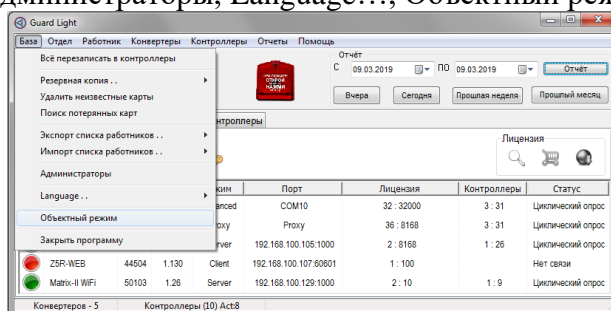 дминистраторы, Language…, Объектный реж
Guard Light
База Отдел Работник Конвертеры Контроллеры Отчеты Помощь
Всё перезаписать в контроллеры
Резервная копия . .
Удалить неизвестные карты
Поиск потерянных карт
Экспорт списка работников . .
Импорт списка работников . .
Администраторы
Language . .
Объектный режим
Закрыть программу
Отчёт
С 09.03.2019 ПО 09.03.2019 Отчёт
Вчера Сегодня Прошлая неделя Прошлый месяц
нтроллеры
Лицензия
ким Порт Лицензия Контроллеры Статус
anced COM10 32 : 32000 3 : 31 Циклический опрос
oxy Proxy 36 : 8168 3 : 31 Циклический опрос
rver 192.168.100.105:1000 2 : 8168 1 : 26 Циклический опрос
Z5R-WEB 44504 1.130 Client 192.168.100.107:60601 1 : 100 Нет связи
Matrix-II WiFi 50103 1.26 Server 192.168.100.129:1000 2 : 10 1 : 9 Циклический опрос
Конвертеров - 5 Контроллеры (10) Act:8